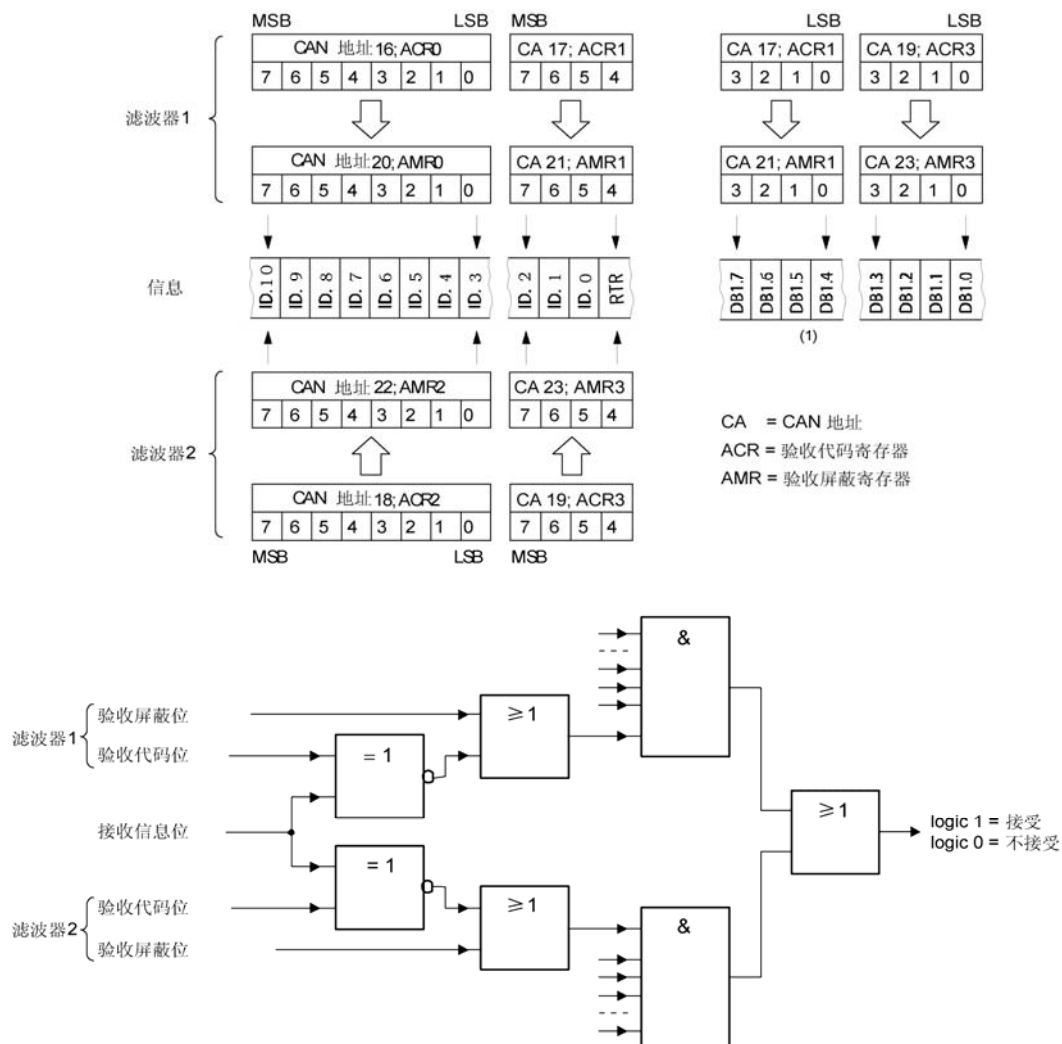 MSB LSB MSB LSB LSB
CAN 地址16;ACR0 CA 17; ACR1 CA 17; ACR1 CA 19; ACR3
7 6 5 4 3 2 1 0 7 6 5 4 3 2 1 0 3 2 1 0
滤波器1
CAN 地址20;AMR0 CA 21; AMR1 CA 21; AMR1 CA 23; AMR3
7 6 5 4 3 2 1 0 7 6 5 4 3 2 1 0 3 2 1 0
信息
ID.10 ID. 9 ID. 8 ID. 7 ID. 6 ID. 5 ID. 4 ID. 3 ID. 2 ID. 1 ID. 0 RTR DB1.7 DB1.6 DB1.5 DB1.4 DB1.3 DB1.2 DB1.1 DB1.0
(1)
CAN 地址22;AMR2 CA 23; AMR3
7 6 5 4 3 2 1 0 7 6 5 4
滤波器2
CAN 地址18;ACR2 CA 19; ACR3
7 6 5 4 3 2 1 0 7 6 5 4
MSB LSB MSB
CA = CAN 地址
ACR = 验收代码寄存器
AMR = 验收屏蔽寄存器
&
滤波器1
验收屏蔽位
≥1
验收代码位
= 1
接收信息位
≥1
logic 1 = 接受
logic 0 = 不接受
= 1
滤波器2
验收代码位
≥1
验收屏蔽位
&